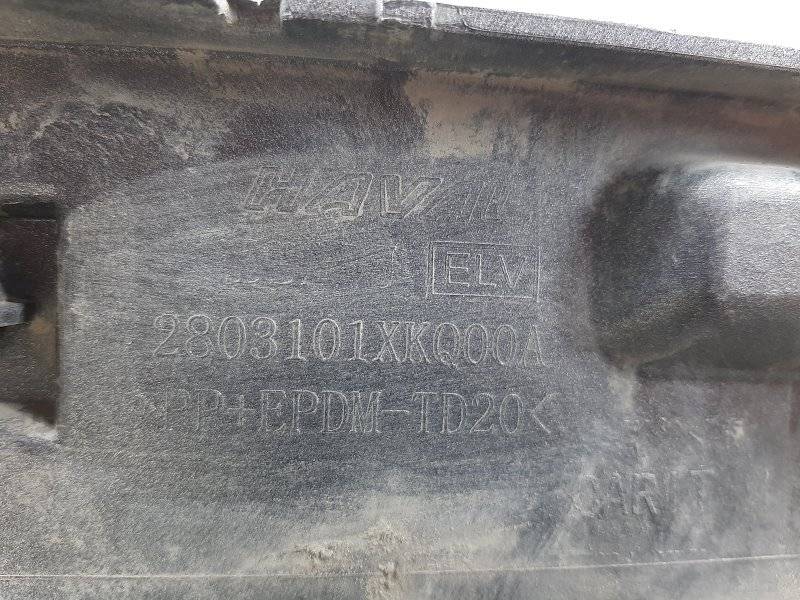 HAVAL
ELV
2803101XKQ00A
>PP+EPDM-TD20<